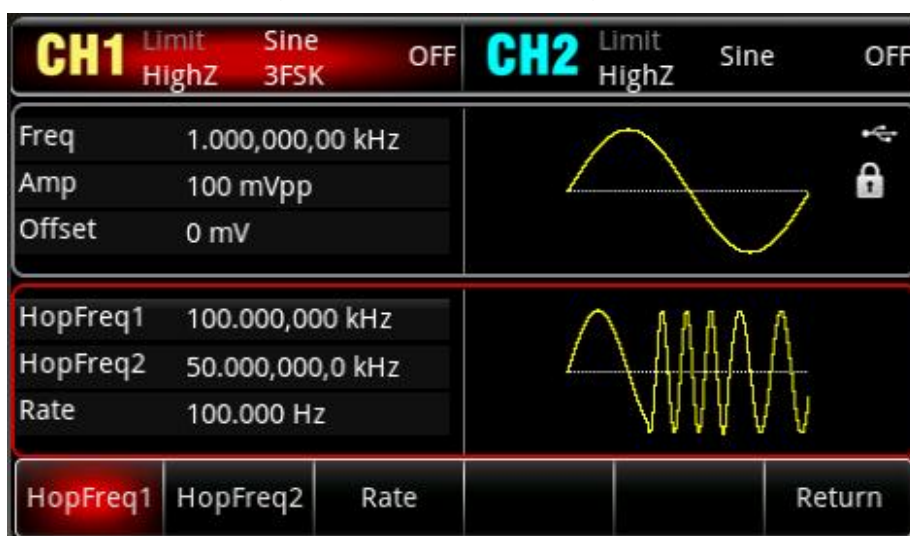 CH1 Limit Sine OFF CH2 Limit Sine OFF
HighZ 3FSK HighZ
Freq 1.000,000,00 kHz
Amp 100 mVpp
Offset 0 mV
HopFreq1 100.000,000 kHz
HopFreq2 50.000,000,0 kHz
Rate 100.000 Hz
HopFreq1 HopFreq2 Rate Return